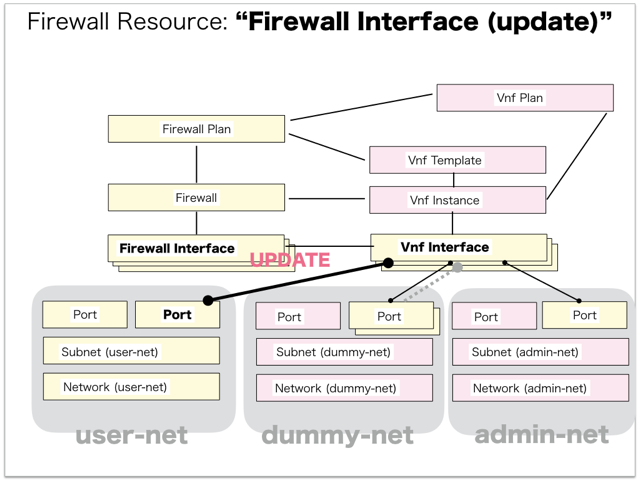 Firewall Resource: “Firewall Interface (update)”
Vnf Plan
Firewall Plan
Vnf Template
Firewall
Vnf Instance
Firewall Interface
Vnf Interface
UPDATE
Port
Port
Port
Port
Port
Port
Subnet (user-net)
Subnet (dummy-net)
Subnet (admin-net)
Network (user-net)
Network (dummy-net)
Network (admin-net)
user-net
dummy-net
admin-net